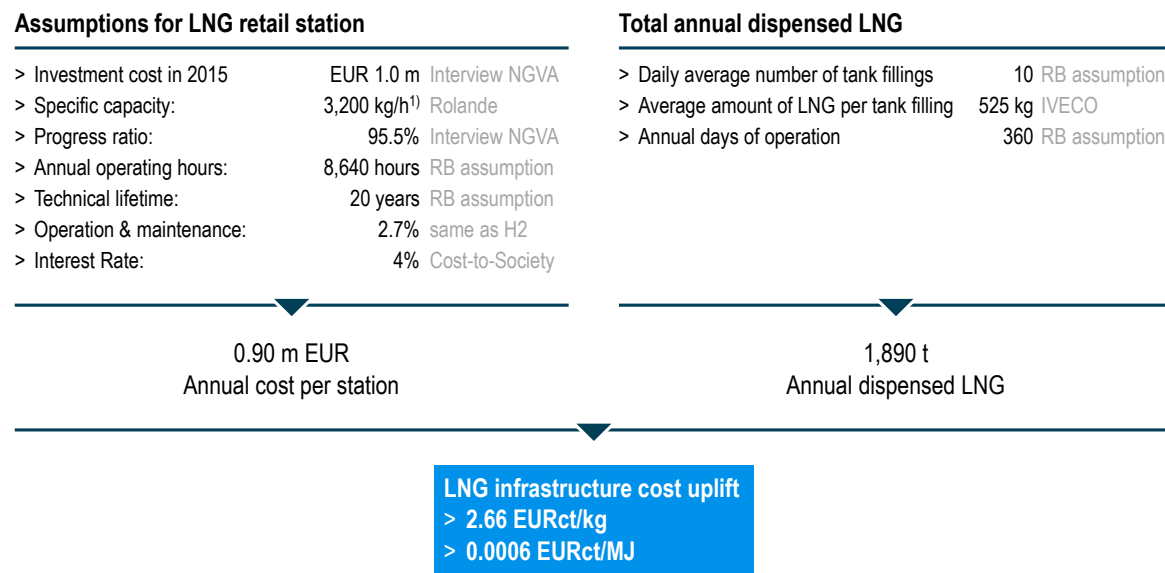 Assumptions for LNG retail station
> Investment cost in 2015 EUR 1.0 m Interview NGVA
> Specific capacity: 3,200 kg/h1) Rolande
> Progress ratio: 95.5% Interview NGVA
> Annual operating hours: 8,640 hours RB assumption
> Technical lifetime: 20 years RB assumption
> Operation & maintenance: 2.7% same as H2
> Interest Rate: 4% Cost-to-Society
0.90 m EUR
Annual cost per station
Total annual dispensed LNG
> Daily average number of tank fillings 10 RB assumption
> Average amount of LNG per tank filling 525 kg IVECO
> Annual days of operation 360 RB assumption
1,890 t
Annual dispensed LNG
LNG infrastructure cost uplift
> 2.66 EURct/kg
> 0.0006 EURct/MJ